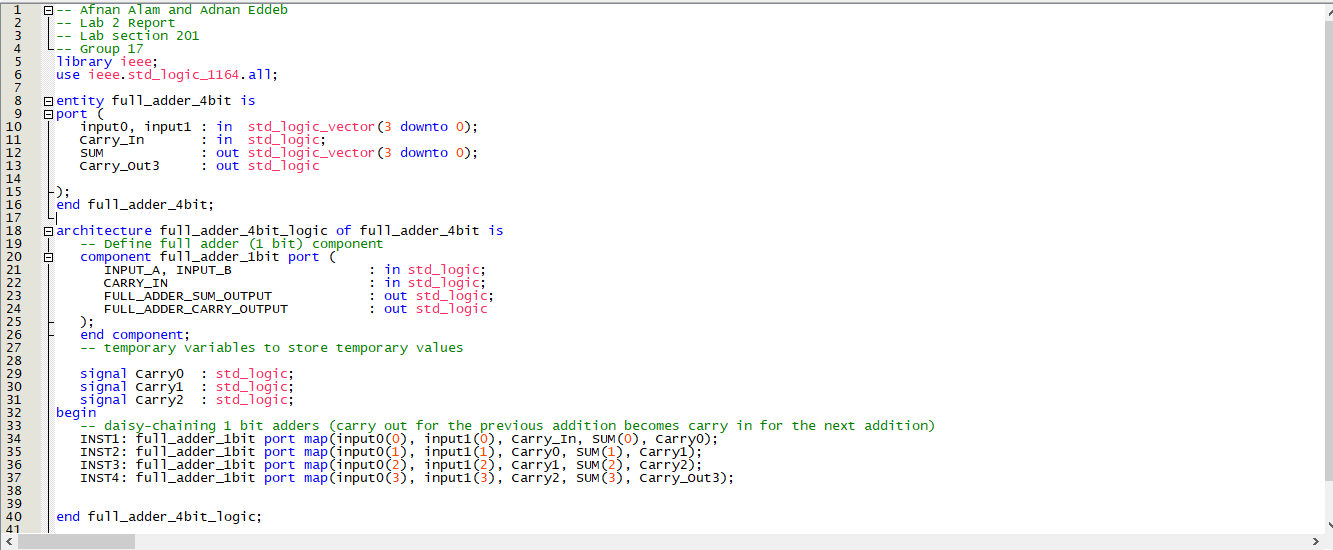 1 -- Afnan Alam and Adnan Eddeb
2 -- Lab 2 Report
3 -- Lab section 201
4 -- Group 17
5 library ieee;
6 use ieee.std_logic_1164.all;
7
8 entity full_adder_4bit is
9 port (
10 input0, input1 : in std_logic_vector(3 downto 0);
11 Carry_In : in std_logic;
12 SUM : out std_logic_vector(3 downto 0);
13 Carry_Out3 : out std_logic
14
15 );
16 end full_adder_4bit;
17
18 architecture full_adder_4bit_logic of full_adder_4bit is
19 -- Define full adder (1 bit) component
20 component full_adder_1bit port (
21 INPUT_A, INPUT_B : in std_logic;
22 CARRY_IN : in std_logic;
23 FULL_ADDER_SUM_OUTPUT : out std_logic;
24 FULL_ADDER_CARRY_OUTPUT : out std_logic
25 );
26 end component;
27 -- temporary variables to store temporary values
28
29 signal Carry0 : std_logic;
30 signal Carry1 : std_logic;
31 signal Carry2 : std_logic;
32 begin
33 -- daisy-chaining 1 bit adders (carry out for the previous addition becomes carry in for the next addition)
34 INST1: full_adder_1bit port map(input0(0), input1(0), Carry_In, SUM(0), Carry0);
35 INST2: full_adder_1bit port map(input0(1), input1(1), Carry0, SUM(1), Carry1);
36 INST3: full_adder_1bit port map(input0(2), input1(2), Carry1, SUM(2), Carry2);
37 INST4: full_adder_1bit port map(input0(3), input1(3), Carry2, SUM(3), Carry_Out3);
38
39
40 end full_adder_4bit_logic;
41